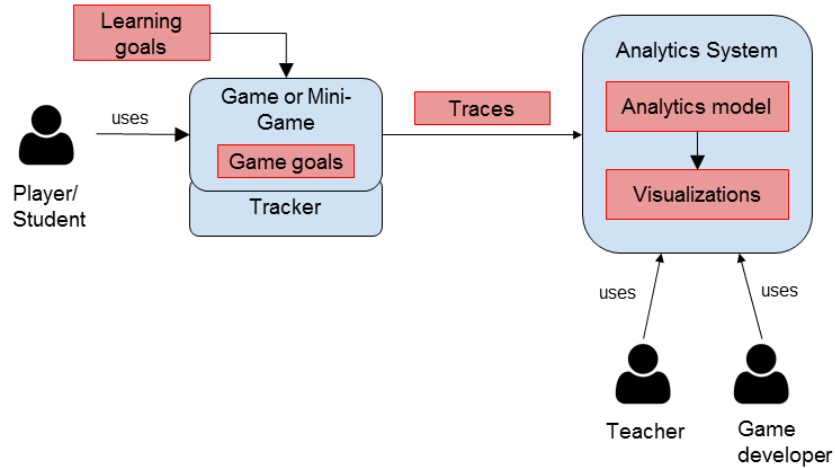 Learning
goals
Analytics System
Game or Mini-
Game
uses
Traces
Analytics model
Game goals
Player/
Student
Tracker
Visualizations
uses
uses
Teacher
Game
developer